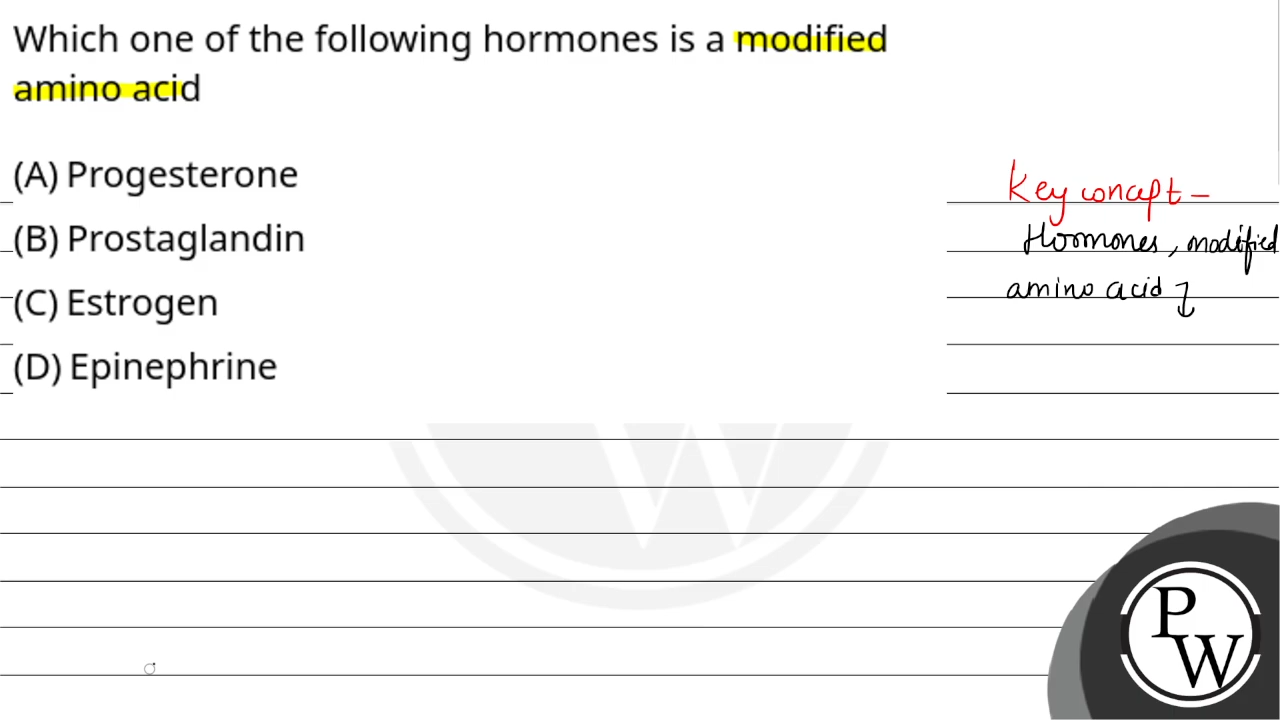 Which one of the following hormones is a modified
amino acid
(A) Progesterone
(B) Prostaglandin
(C) Estrogen
(D) Epinephrine
Key concept –
Hormones, modified
amino acid
PW